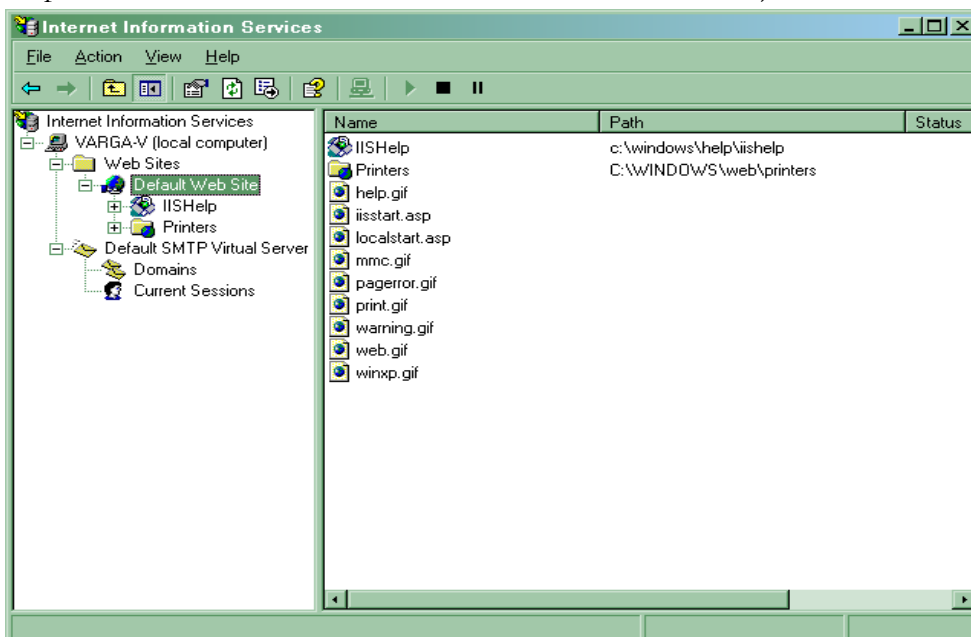 Internet Information Services
File Action View Help
Internet Information Services
VARGA-V (local computer)
Web Sites
Default Web Site
IISHelp
Printers
Default SMTP Virtual Server
Domains
Current Sessions
Name Path Status
IISHelp c:\windows\help\iishelp
Printers C:\WINDOWS\web\printers
help.gif
iisstart.asp
localstart.asp
mmc.gif
pagerror.gif
print.gif
warning.gif
web.gif
winxp.gif